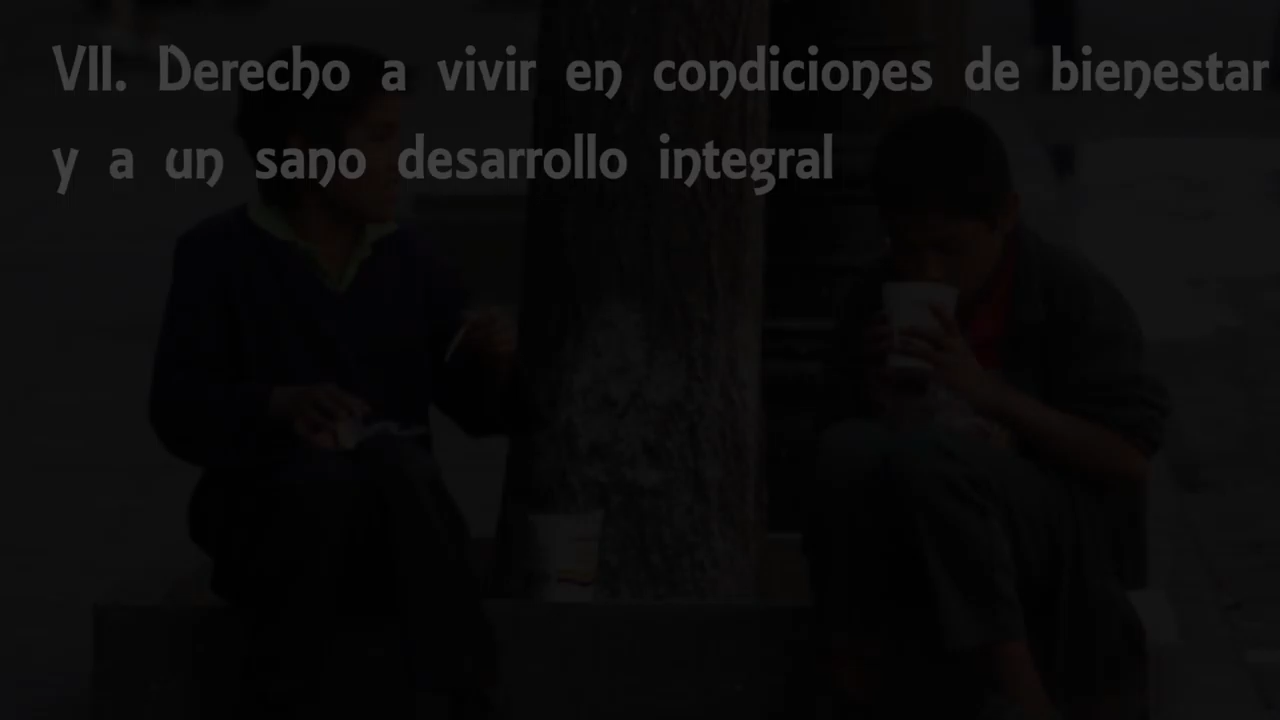 VII. Derecho a vivir en condiciones de bienestar
y a un sano desarrollo integral